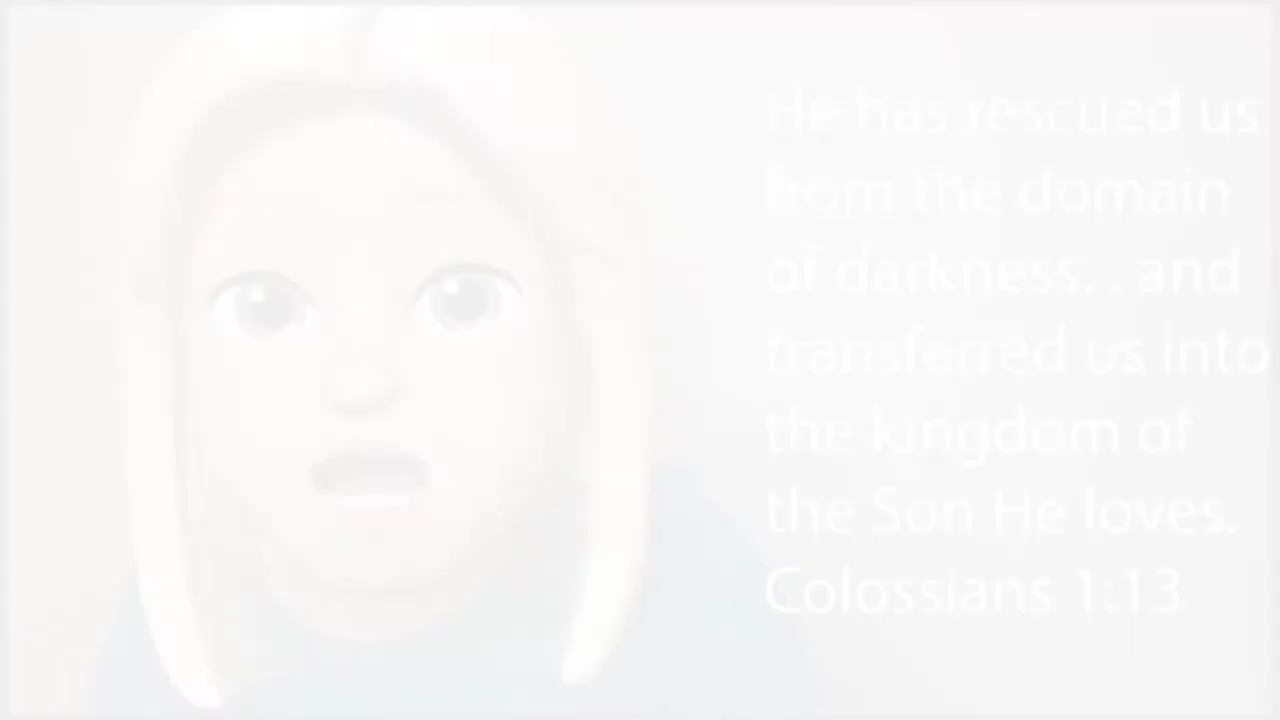 He has rescued us
from the domain
of darkness. . and
transferred us into
the kingdom of
the Son He loves.
Colossians 1:13